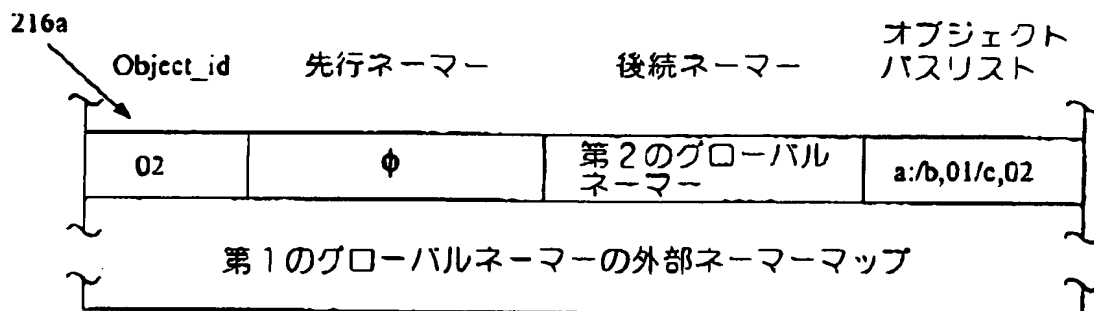 216a
Object_id
先行ネーマー
後続ネーマー
オブジェクト
パスリスト
02
ϕ
第2のグローバル
ネーマー
a:/b,01/c,02
第1のグローバルネーマーの外部ネーマーマップ